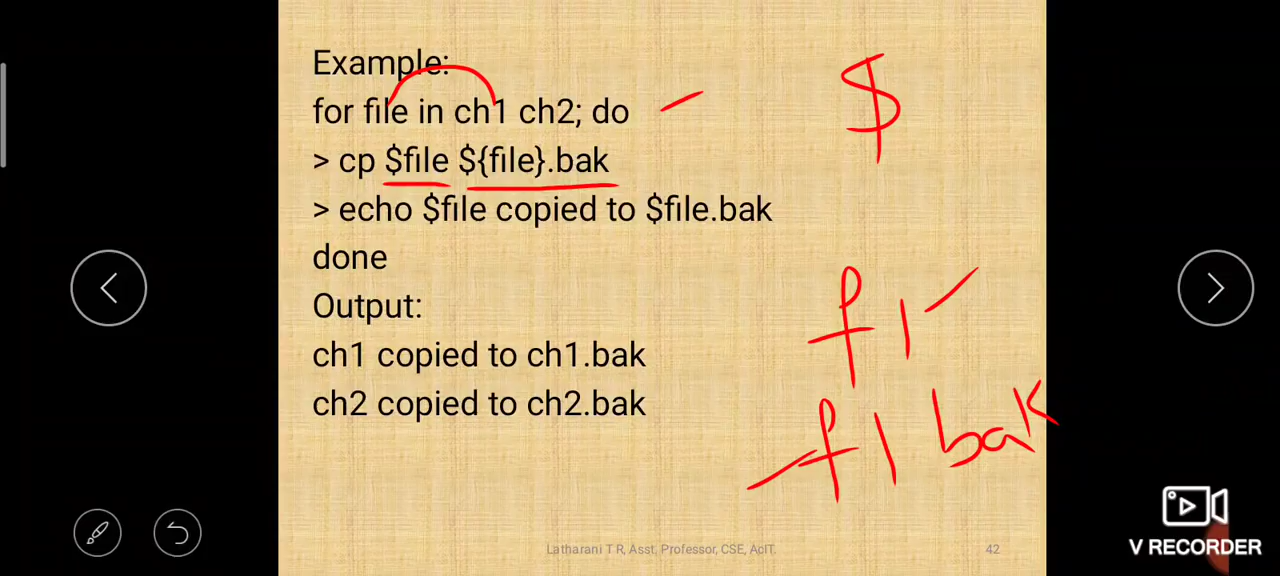 Example:
for file in ch1 ch2; do
> cp $file ${file}.bak
> echo $file copied to $file.bak
done
Output:
ch1 copied to ch1.bak
ch2 copied to ch2.bak
$
f1
f1 bak
Latharani T R, Asst. Professor, CSE, AcIT.
42
V RECORDER